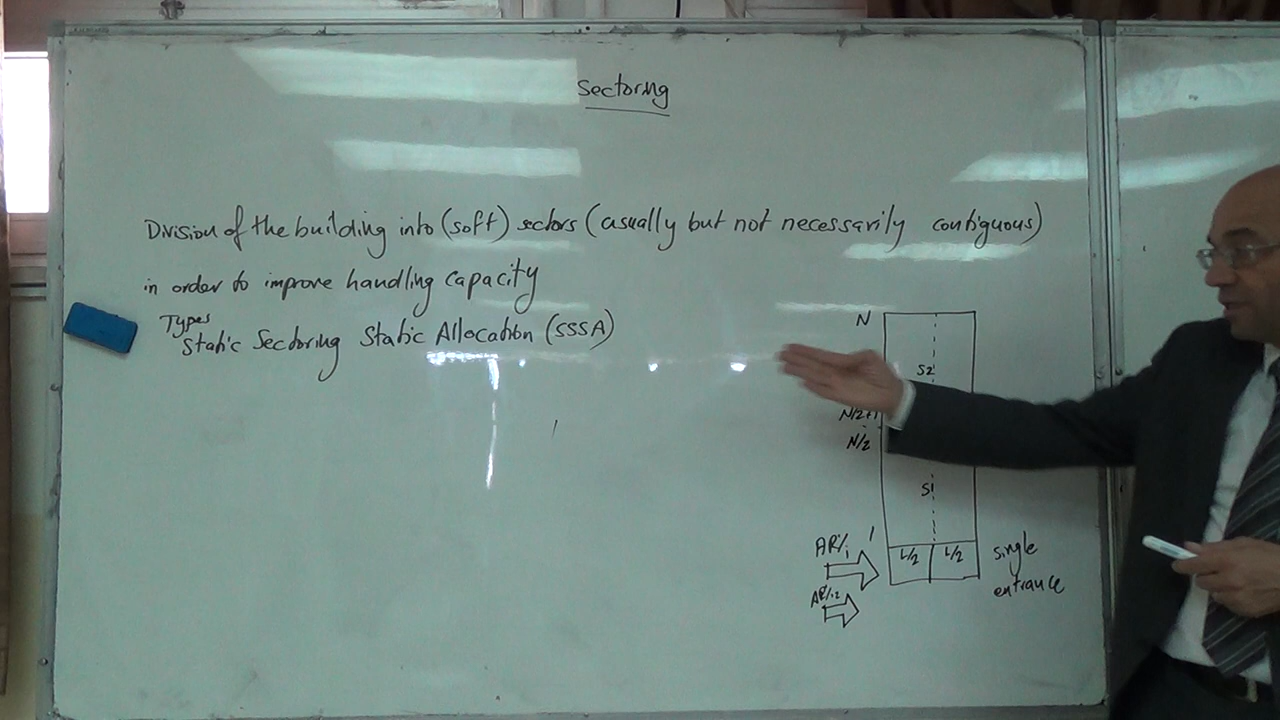 Sectoring
Division of the building into (soft) sectors (asually but not necessarily contiguous)
in order to improve handling capacity
Types
Static Sectoring Static Allocation (SSSA)
N
S2
N/2+1
N/2
S1
1
AR%1
L/2 L/2
single
entrance
AR%2